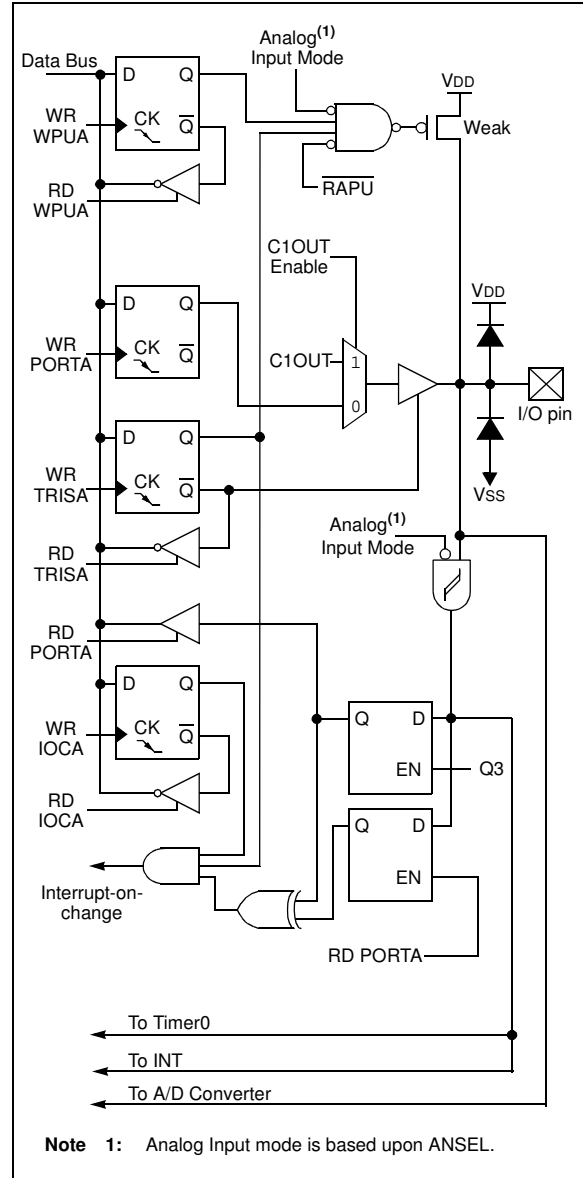 Analog(1)
Input Mode
Data Bus
D Q
VDD
WR
WPUA
CK Q̅
Weak
RD
WPUA
R̅A̅P̅U̅
C1OUT
Enable
VDD
D Q
WR
PORTA
CK Q̅
C1OUT
1
0
I/O pin
D Q
WR
TRISA
CK Q̅
VSS
Analog(1)
Input Mode
RD
TRISA
RD
PORTA
D Q
WR
IOCA
CK Q̅
Q D
EN
Q3
RD
IOCA
Q D
EN
Interrupt-on-
change
RD PORTA
To Timer0
To INT
To A/D Converter
Note 1: Analog Input mode is based upon ANSEL.